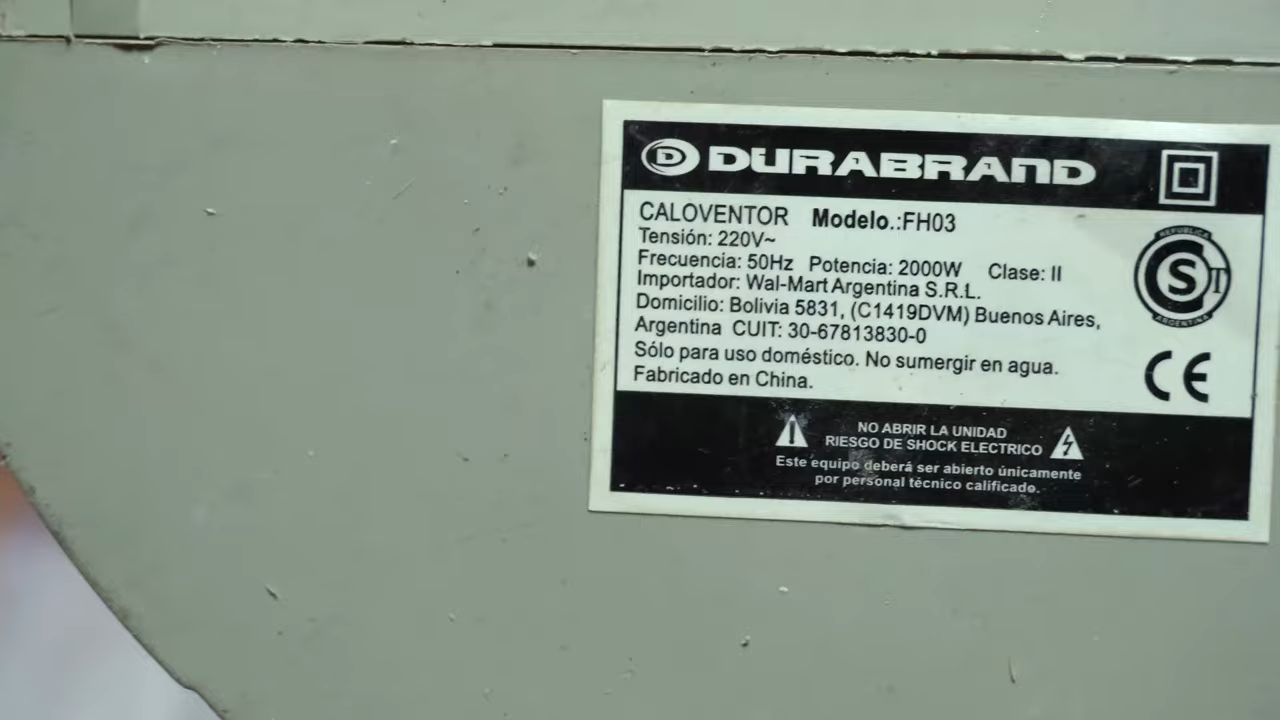 D DURABRAND
CALOVENTOR Modelo.:FH03
Tensión: 220V~
Frecuencia: 50Hz Potencia: 2000W Clase: II
Importador: Wal-Mart Argentina S.R.L.
Domicilio: Bolivia 5831, (C1419DVM) Buenos Aires,
Argentina CUIT: 30-67813830-0
Sólo para uso doméstico. No sumergir en agua.
Fabricado en China.
REPUBLICA
S T
ARGENTINA
CE
NO ABRIR LA UNIDAD
RIESGO DE SHOCK ELECTRICO
Este equipo deberá ser abierto únicamente
por personal técnico calificado.